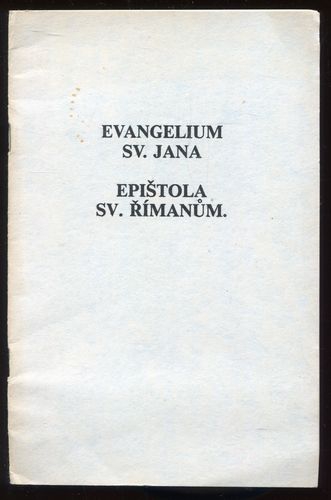 EVANGELIUM
SV. JANA
EPIŠTOLA
SV. ŘÍMANŮM.